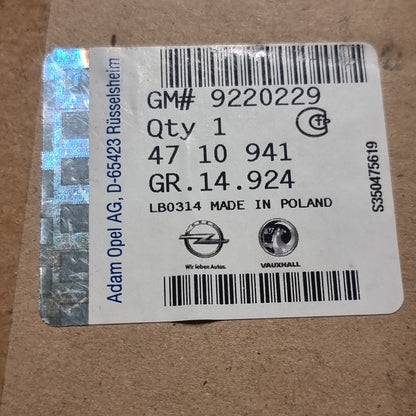 Adam Opel AG, D-65423 Rüsselsheim
GM# 9220229
Qty 1
47 10 941
GR.14.924
LB0314 MADE IN POLAND
Wir leben Autos.
VAUXHALL
S350475619